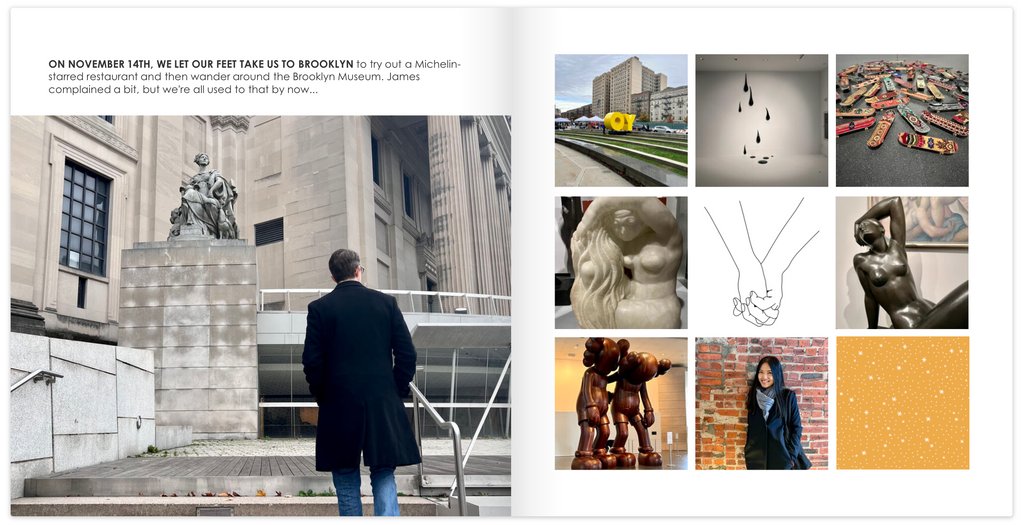 ON NOVEMBER 14TH, WE LET OUR FEET TAKE US TO BROOKLYN to try out a Michelin-
starred restaurant and then wander around the Brooklyn Museum. James
complained a bit, but we're all used to that by now...
OY